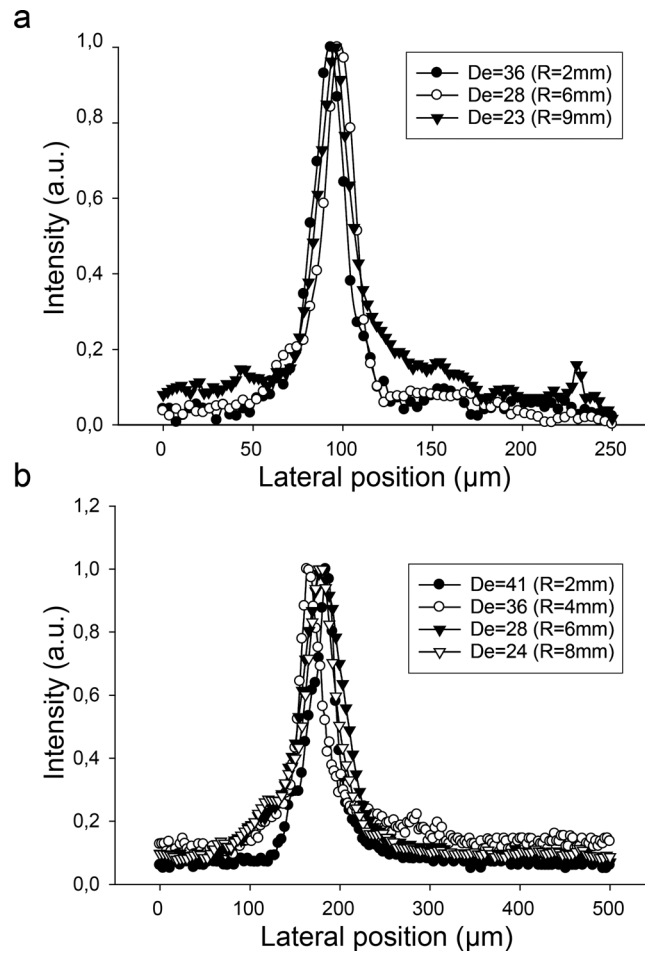 a
1,0
0,8
0,6
0,4
0,2
0,0
Intensity (a.u.)
De=36 (R=2mm)
De=28 (R=6mm)
De=23 (R=9mm)
0 50 100 150 200 250
Lateral position (µm)
b
1,2
1,0
0,8
0,6
0,4
0,2
0,0
Intensity (a.u.)
De=41 (R=2mm)
De=36 (R=4mm)
De=28 (R=6mm)
De=24 (R=8mm)
0 100 200 300 400 500
Lateral position (µm)